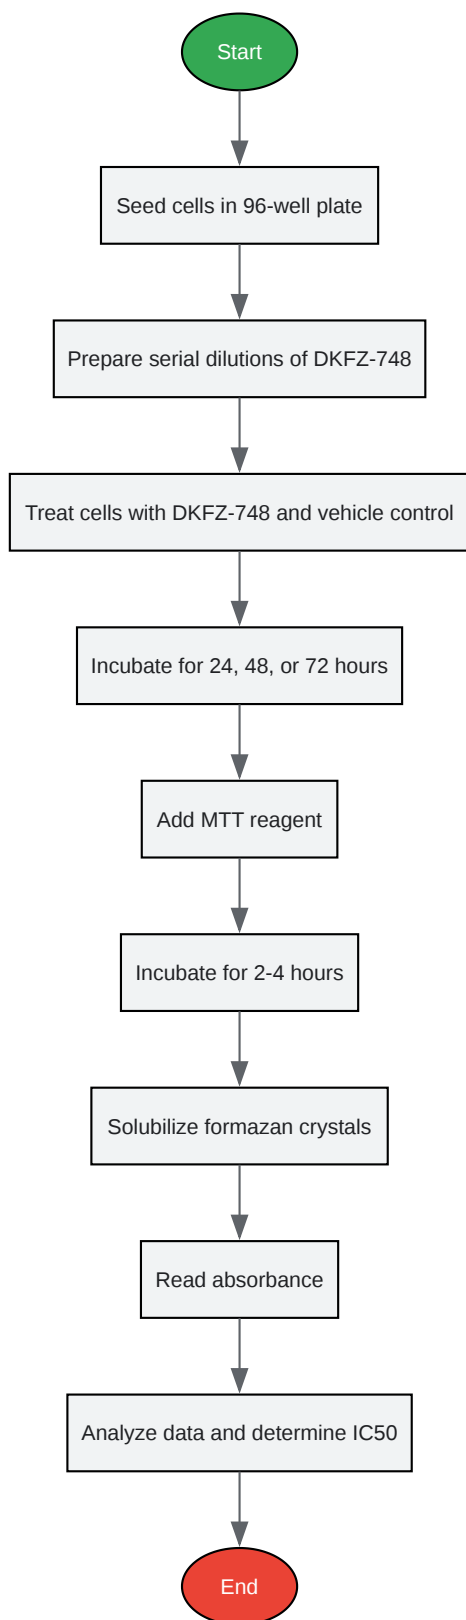 Start
Seed cells in 96-well plate
Prepare serial dilutions of DKFZ-748
Treat cells with DKFZ-748 and vehicle control
Incubate for 24, 48, or 72 hours
Add MTT reagent
Incubate for 2-4 hours
Solubilize formazan crystals
Read absorbance
Analyze data and determine IC50
End